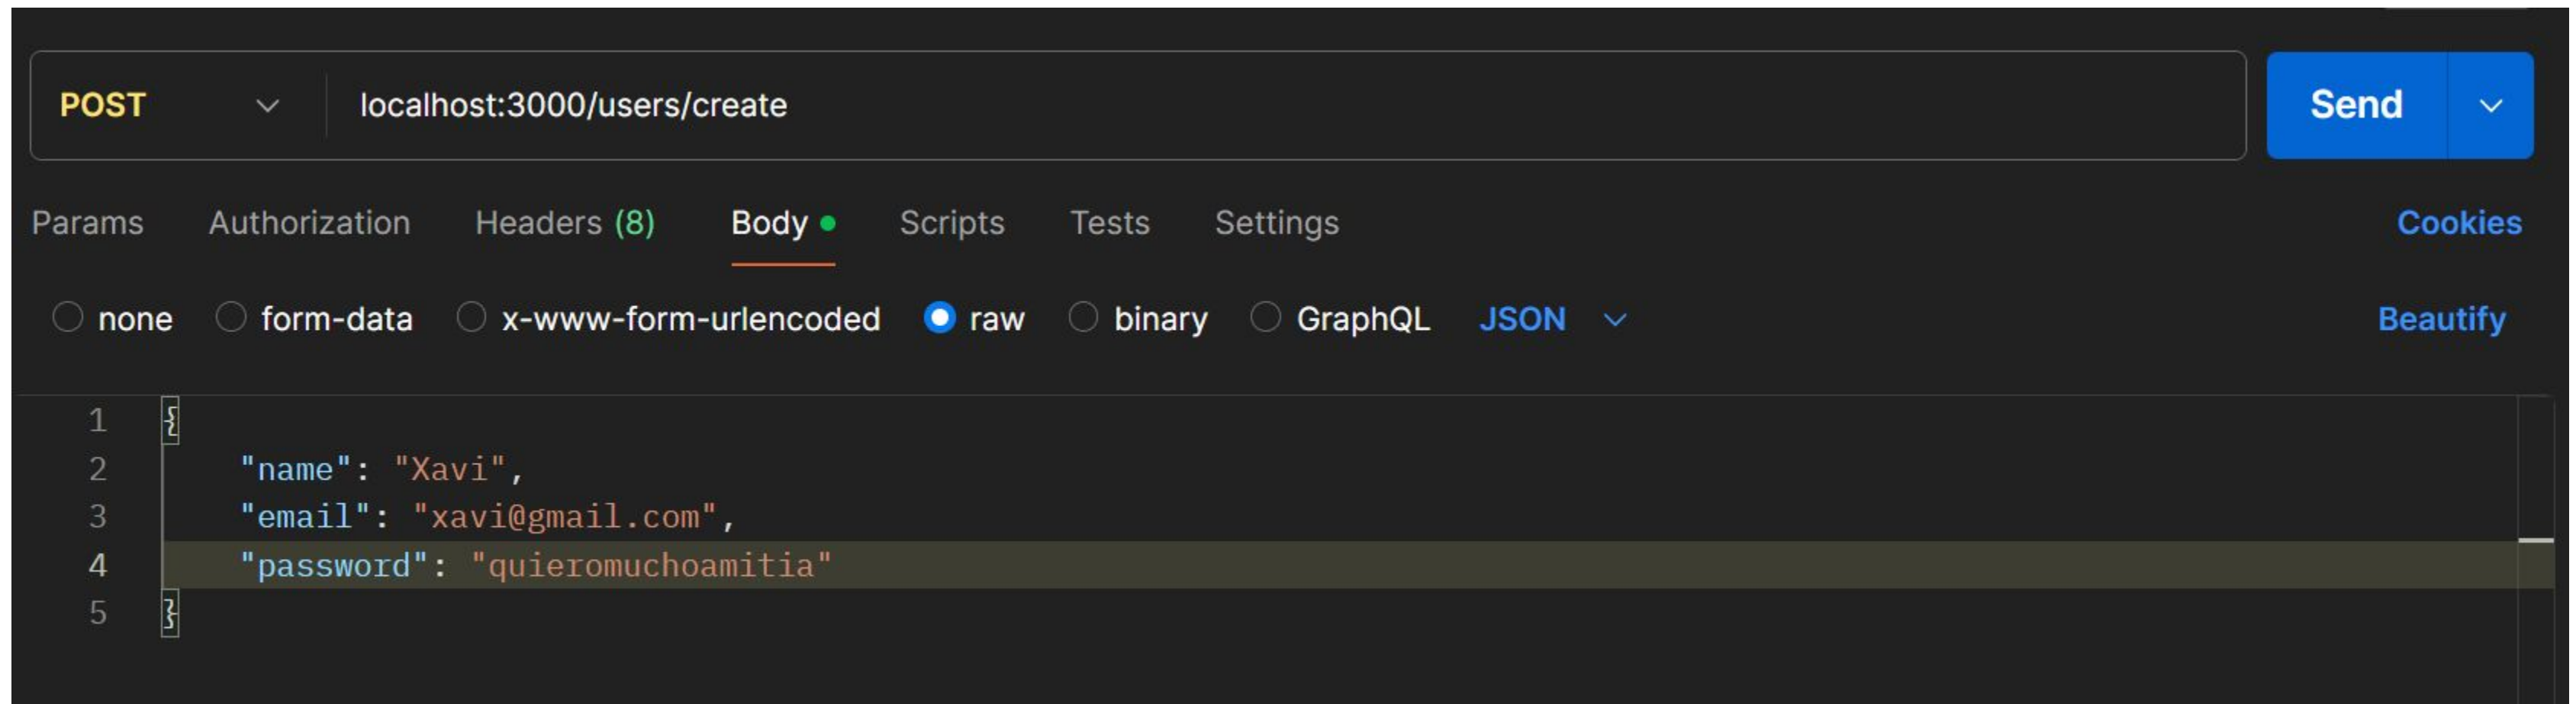 POST localhost:3000/users/create Send
Params Authorization Headers (8) Body Scripts Tests Settings Cookies
none form-data x-www-form-urlencoded raw binary GraphQL JSON Beautify
1 {
2 "name": "Xavi",
3 "email": "xavi@gmail.com",
4 "password": "quieromuchoamitia"
5 }